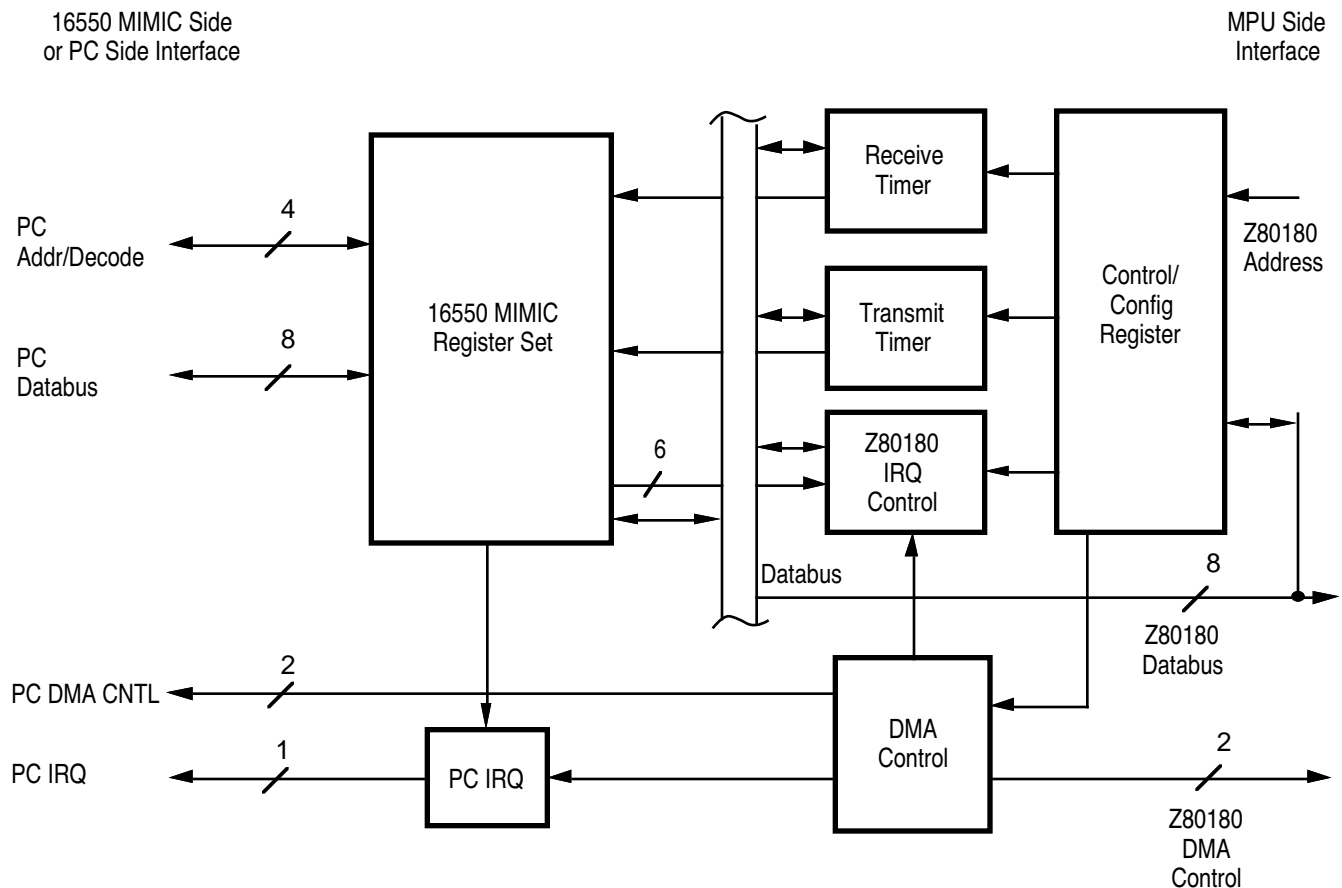 16550 MIMIC Side
or PC Side Interface
MPU Side
Interface
Receive
Timer
PC
Addr/Decode
4
Z80180
Address
16550 MIMIC
Register Set
Transmit
Timer
Control/
Config
Register
PC
Databus
8
6
Z80180
IRQ
Control
Databus
8
Z80180
Databus
PC DMA CNTL
2
DMA
Control
PC IRQ
1
PC IRQ
2
Z80180
DMA
Control